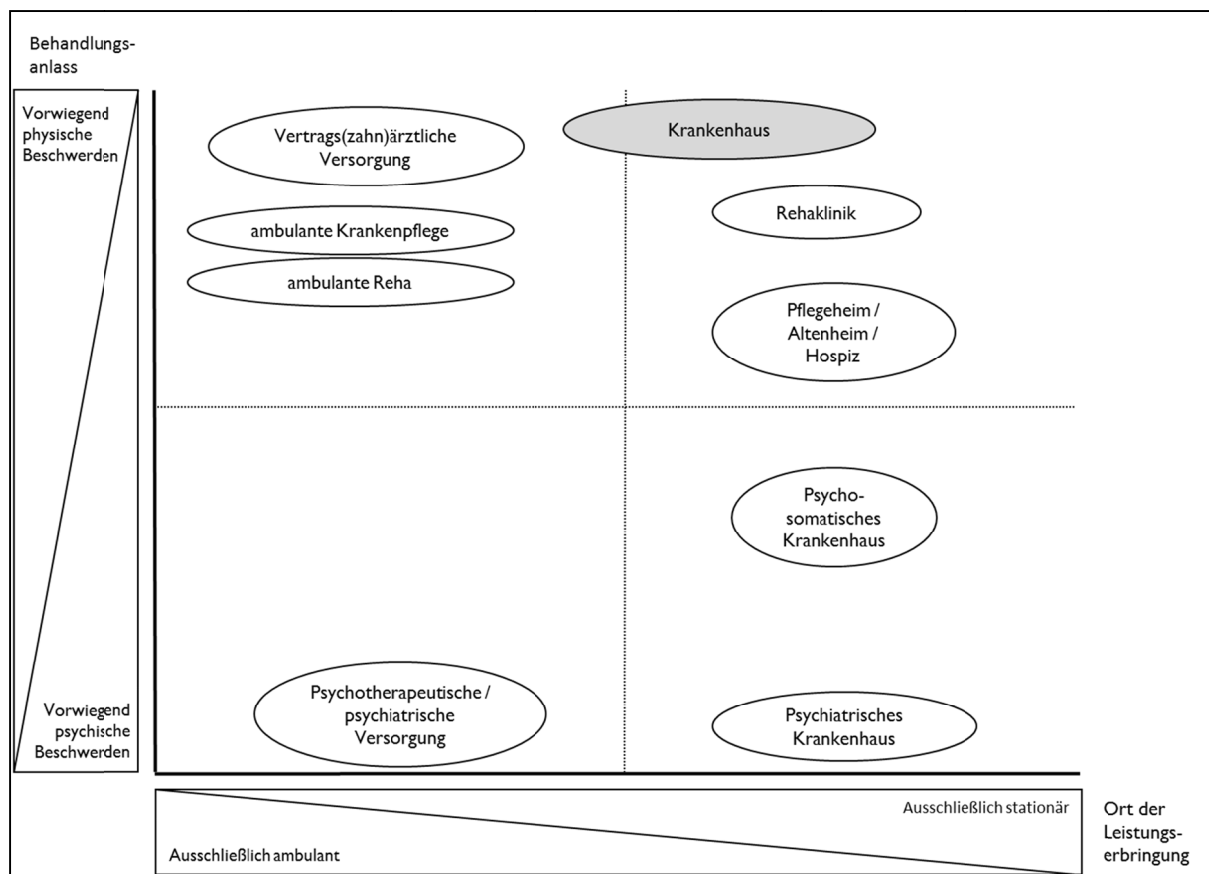 Behandlungs-
anlass
Vorwiegend
physische
Beschwerden
Vertrags(zahn)ärztliche
Versorgung
Krankenhaus
ambulante Krankenpflege
Rehaklinik
ambulante Reha
Pflegeheim /
Altenheim /
Hospiz
Psycho-
somatisches
Krankenhaus
Vorwiegend
psychische
Beschwerden
Psychotherapeutische /
psychiatrische
Versorgung
Psychiatrisches
Krankenhaus
Ausschließlich stationär
Ausschließlich ambulant
Ort der
Leistungs-
erbringung